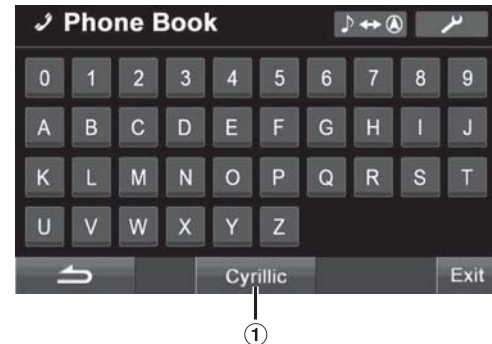 Phone Book
0 1 2 3 4 5 6 7 8 9
A B C D E F G H I J
K L M N O P Q R S T
U V W X Y Z
Cyrillic Exit
①